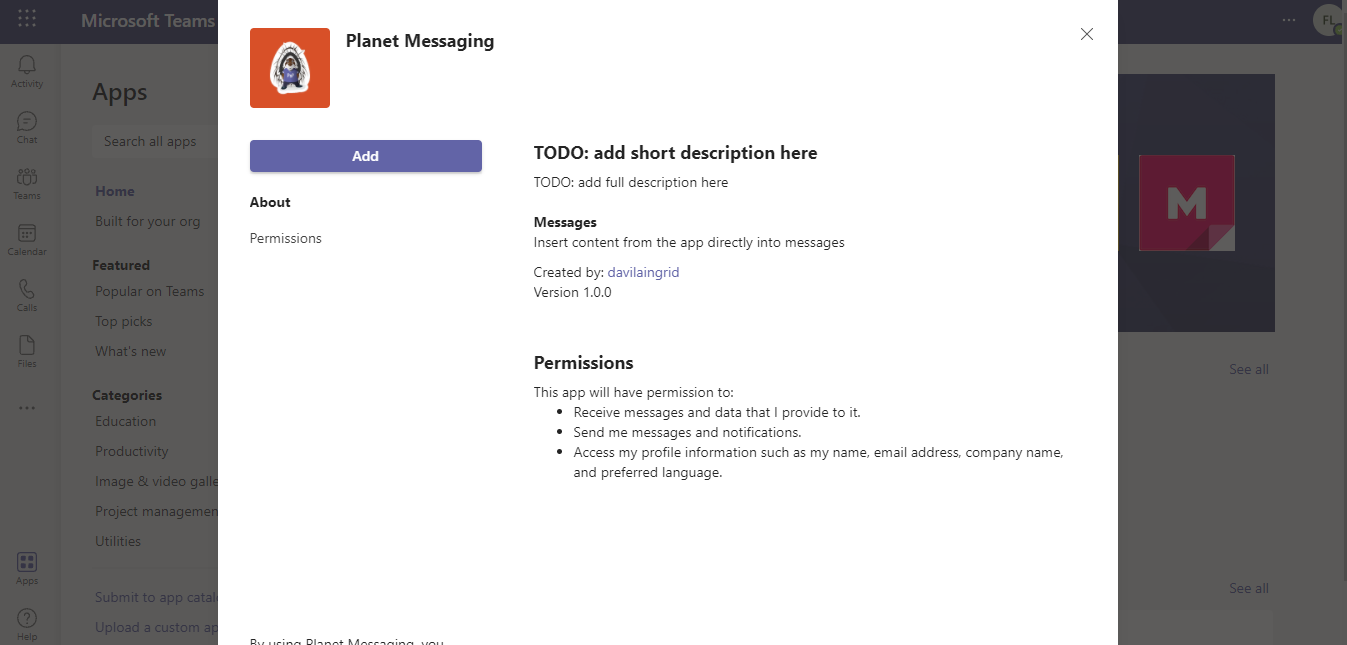 Microsoft Teams
FL
Activity
Chat
Teams
Calendar
Calls
Files
Apps
Help
Apps
Search all apps
Home
Built for your org
Featured
Popular on Teams
Top picks
What's new
Categories
Education
Productivity
Image & video galle
Project managemen
Utilities
Submit to app catal
Upload a custom ap
Planet Messaging
Add
About
Permissions
TODO: add short description here
TODO: add full description here
Messages
Insert content from the app directly into messages
Created by: davilaingrid
Version 1.0.0
Permissions
This app will have permission to:
Receive messages and data that I provide to it.
Send me messages and notifications.
Access my profile information such as my name, email address, company name,
and preferred language.
By using Planet Messaging, you
M
See all
See all